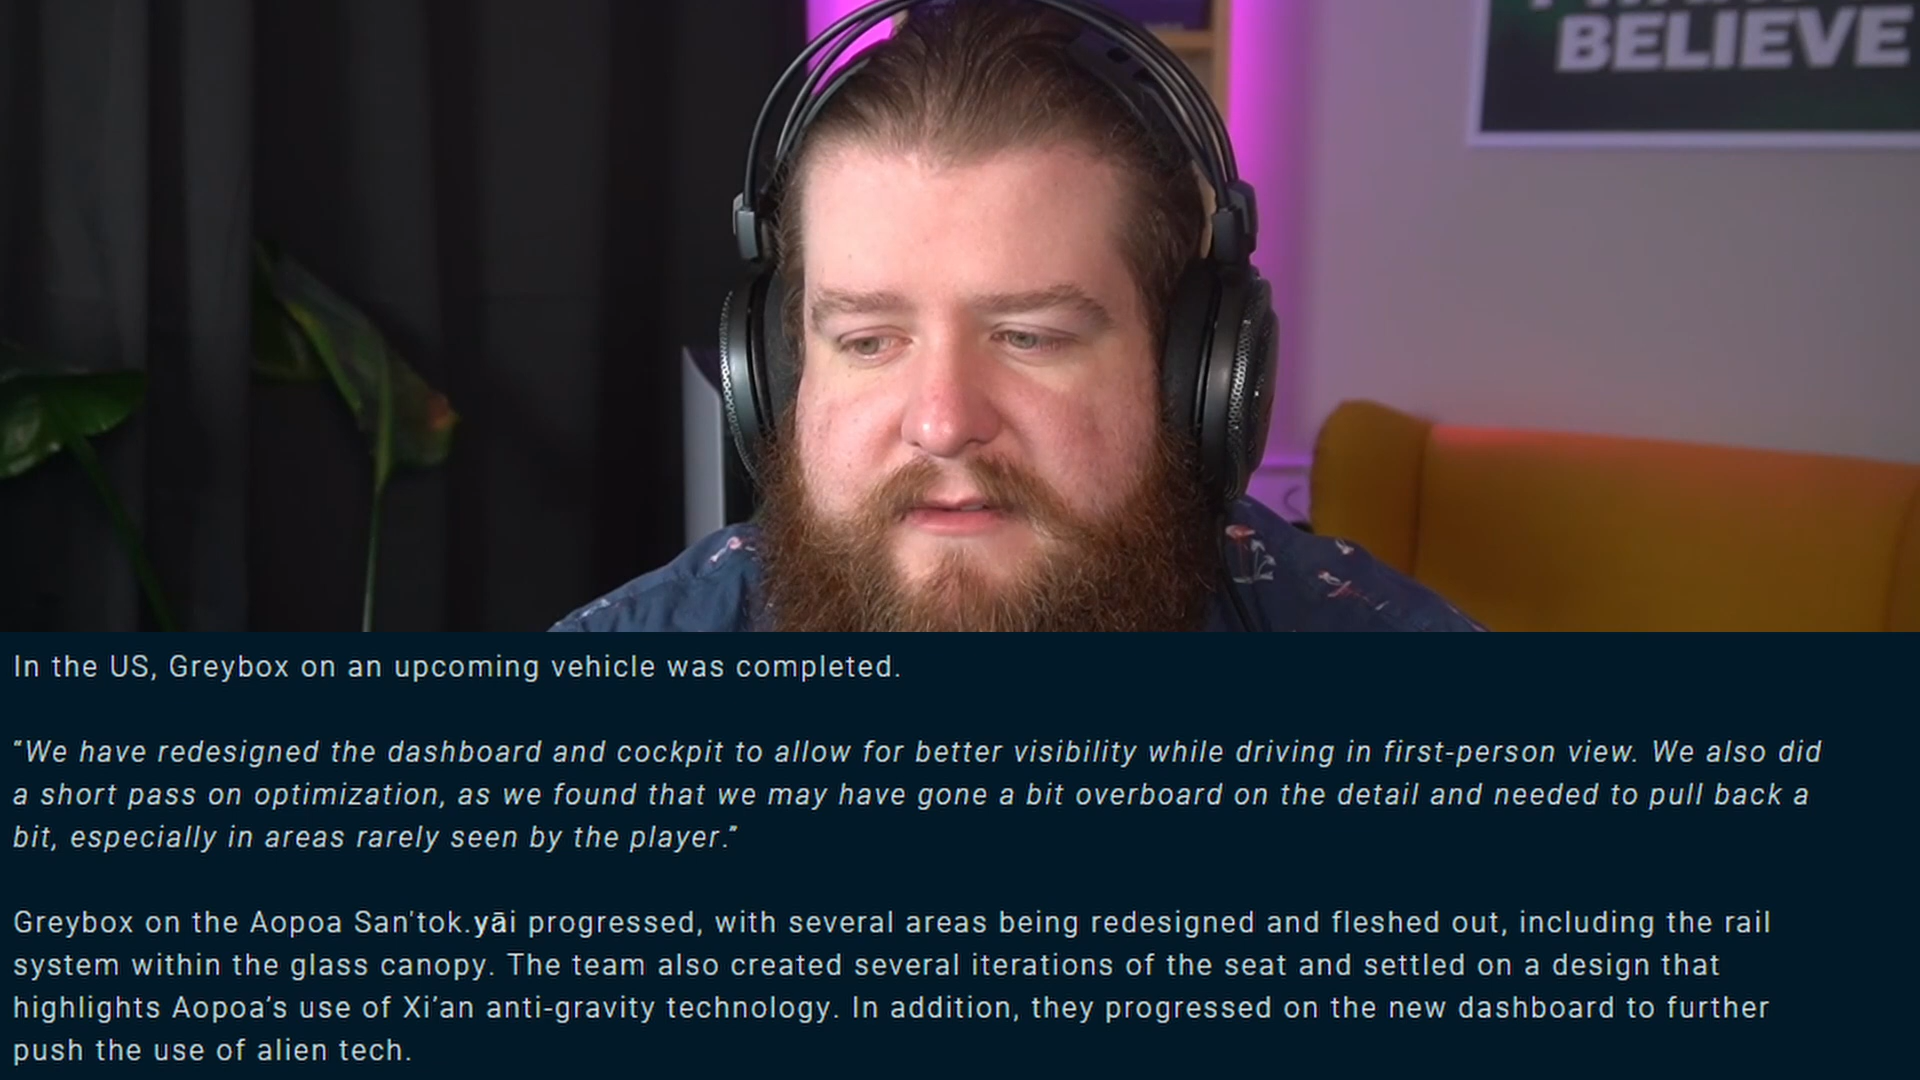 BELIEVE
In the US, Greybox on an upcoming vehicle was completed.
“We have redesigned the dashboard and cockpit to allow for better visibility while driving in first-person view. We also did
a short pass on optimization, as we found that we may have gone a bit overboard on the detail and needed to pull back a
bit, especially in areas rarely seen by the player.”
Greybox on the Aopoa San'tok.yāi progressed, with several areas being redesigned and fleshed out, including the rail
system within the glass canopy. The team also created several iterations of the seat and settled on a design that
highlights Aopoa’s use of Xi’an anti-gravity technology. In addition, they progressed on the new dashboard to further
push the use of alien tech.